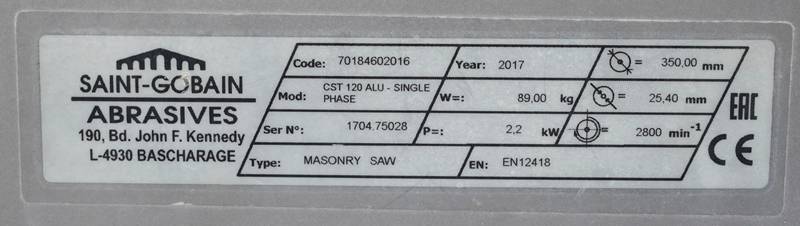 SAINT-GOBAIN
ABRASIVES
190, Bd. John F. Kennedy
L-4930 BASCHARAGE
Code: 70184602016 Year: 2017 = 350,00 mm
Mod: CST 120 ALU - SINGLE PHASE W=: 89,00 kg = 25,40 mm
Ser N°: 1704.75028 P=: 2,2 kW = 2800 min⁻¹
Type: MASONRY SAW EN: EN12418
EAC
CE